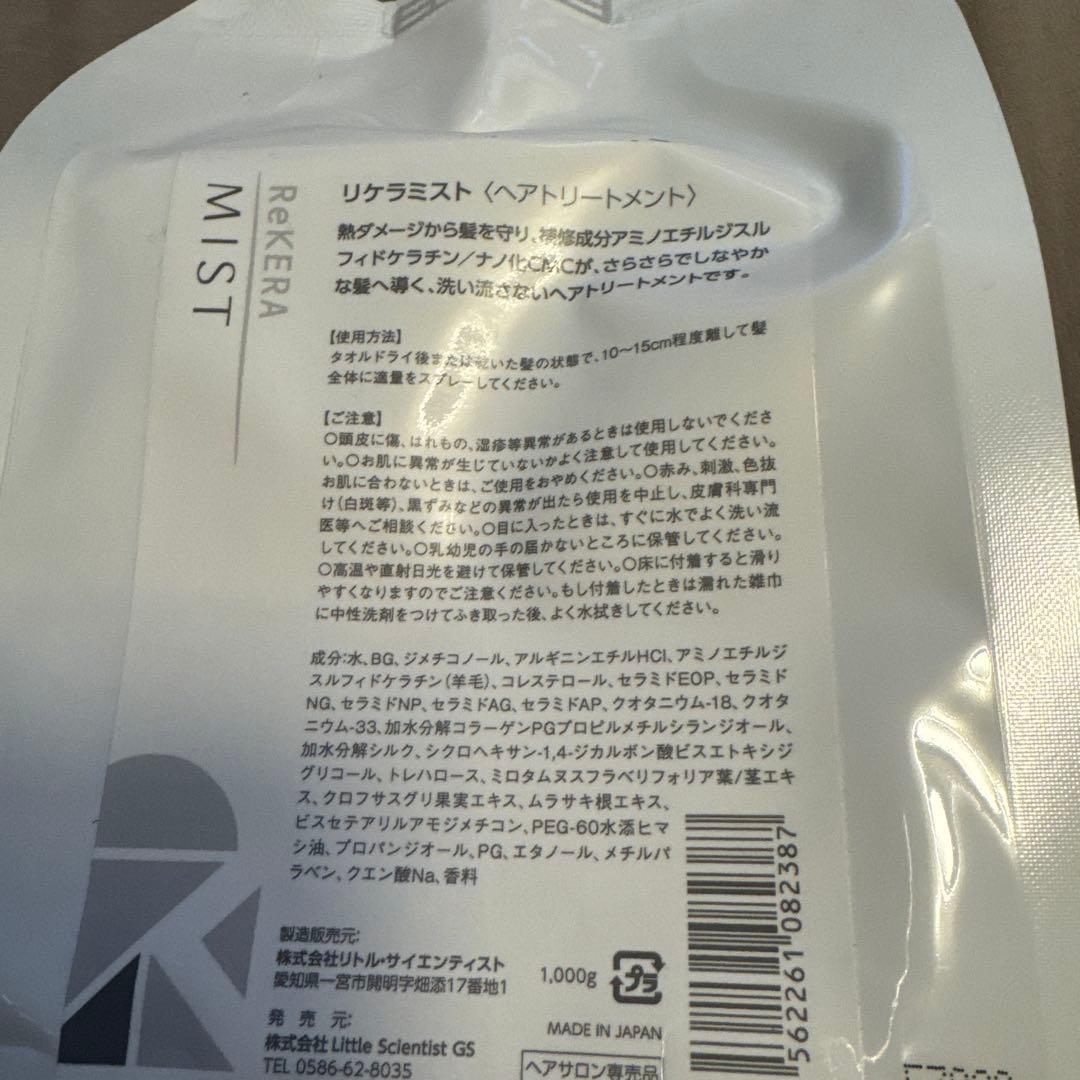 ReKERA
MIST
リケラミスト〈ヘアトリートメント〉
熱ダメージから髪を守り、補修成分アミノエチルジスル
フィドケラチン/ナノ化CMCが、さらさらでしなやか
な髪へ導く、洗い流さないヘアトリートメントです。
【使用方法】
タオルドライ後または乾いた髪の状態で、10〜15cm程度離して髪
全体に適量をスプレーしてください。
【ご注意】
○頭皮に傷、はれもの、湿疹等異常があるときは使用しないでくださ
い。○お肌に異常が生じていないかよく注意して使用してください。
お肌に合わないときは、ご使用をおやめください。○赤み、刺激、色抜
け(白斑等)、黒ずみなどの異常が出たら使用を中止し、皮膚科専門
医等へご相談ください。○目に入ったときは、すぐに水でよく洗い流
してください。○乳幼児の手の届かないところに保管してください。
○高温や直射日光を避けて保管してください。○床に付着すると滑り
やすくなりますのでご注意ください。もし付着したときは濡れた雑巾
に中性洗剤をつけてふき取った後、よく水拭きしてください。
成分:水、BG、ジメチコノール、アルギニンエチルHCl、アミノエチルジ
スルフィドケラチン(羊毛)、コレステロール、セラミドEOP、セラミド
NG、セラミドNP、セラミドAG、セラミドAP、クオタニウム-18、クオタ
ニウム-33、加水分解コラーゲンPGプロピルメチルシランジオール、
加水分解シルク、シクロヘキサン-1,4-ジカルボン酸ビスエトキシジ
グリコール、トレハロース、ミロタムヌスフラベリフォリア葉/茎エキ
ス、クロフサスグリ果実エキス、ムラサキ根エキス、
ビスセテアリルアモジメチコン、PEG-60水添ヒマ
シ油、プロパンジオール、PG、エタノール、メチルパ
ラベン、クエン酸Na、香料
製造販売元:
株式会社リトル・サイエンティスト
愛知県一宮市開明字畑添17番地1
発売元:
株式会社 Little Scientist GS
TEL 0586-62-8035
1,000g
プラ
MADE IN JAPAN
ヘアサロン専売品
562261 082387